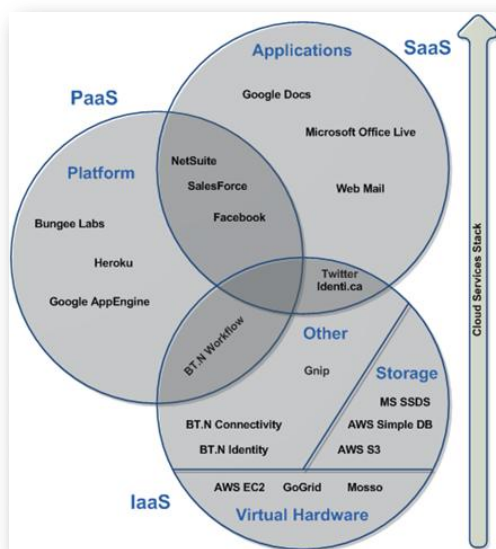 Applications
SaaS
Google Docs
PaaS
Microsoft Office Live
NetSuite
Platform
SalesForce
Web Mail
Facebook
Bungee Labs
Heroku
Twitter
Identi.ca
Google AppEngine
Cloud Services Stack
Other
BT.N Workflow
Gnip
Storage
MS SSDS
BT.N Connectivity
AWS Simple DB
BT.N Identity
AWS S3
IaaS
AWS EC2 GoGrid Mosso
Virtual Hardware